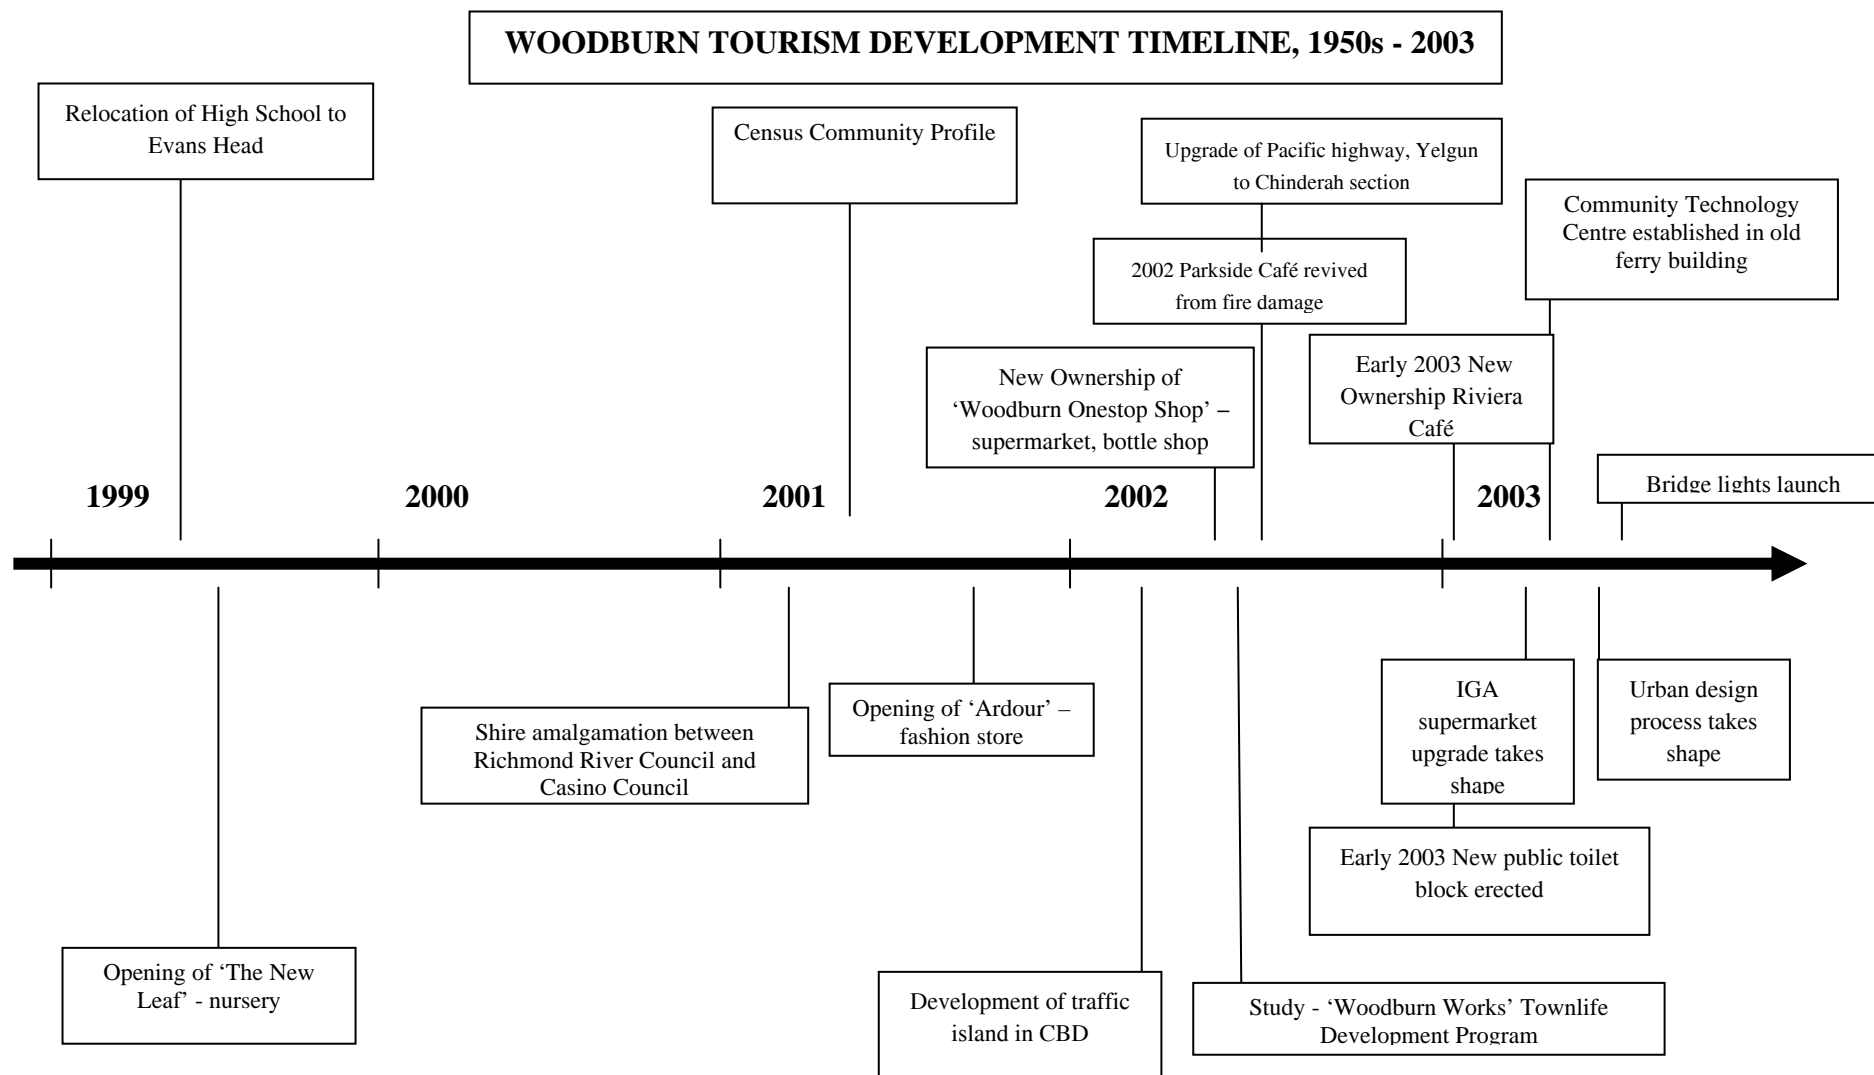 WOODBURN TOURISM DEVELOPMENT TIMELINE, 1950s - 2003
Relocation of High School to
Evans Head
Census Community Profile
Upgrade of Pacific highway, Yelgun
to Chinderah section
Community Technology
Centre established in old
ferry building
2002 Parkside Café revived
from fire damage
New Ownership of
‘Woodburn Onestop Shop’ –
supermarket, bottle shop
Early 2003 New
Ownership Riviera
Café
Bridge lights launch
1999
2000
2001
2002
2003
Shire amalgamation between
Richmond River Council and
Casino Council
Opening of ‘Ardour’ –
fashion store
IGA
supermarket
upgrade takes
shape
Urban design
process takes
shape
Early 2003 New public toilet
block erected
Opening of ‘The New
Leaf’ - nursery
Development of traffic
island in CBD
Study - ‘Woodburn Works’ Townlife
Development Program